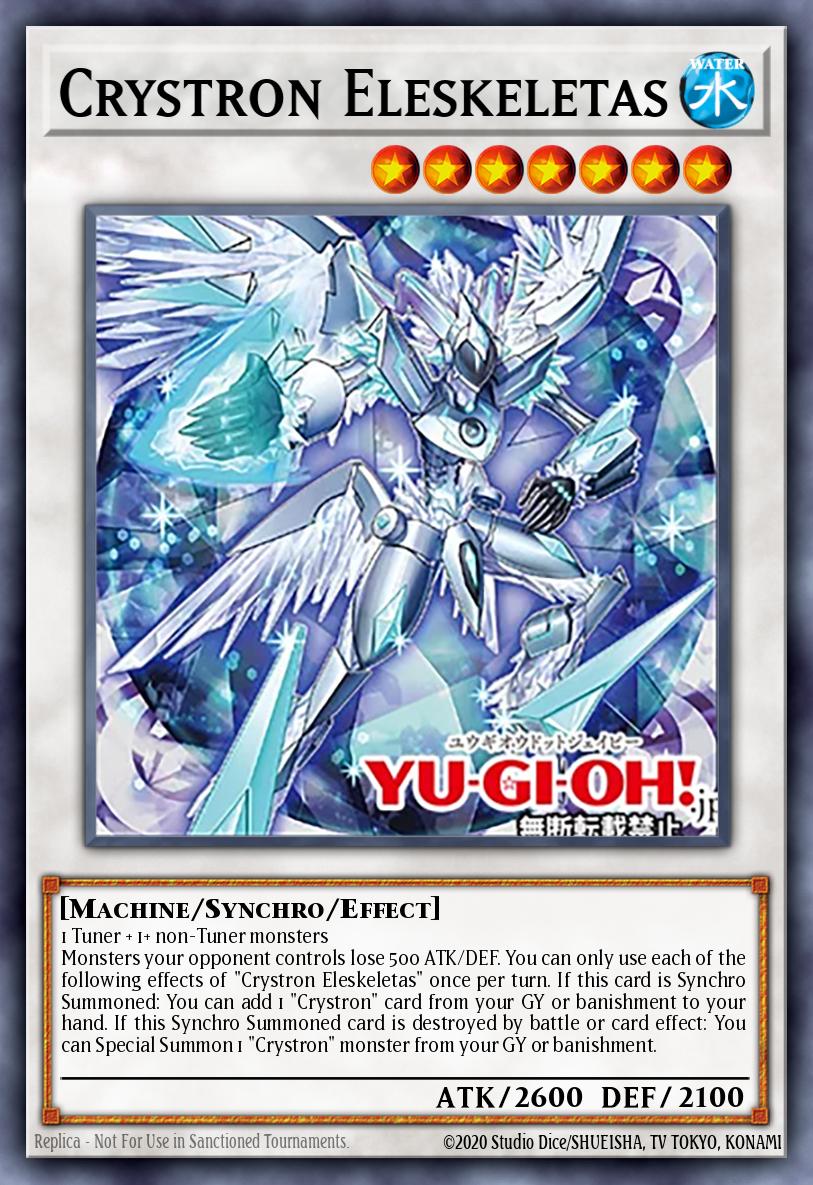 CRYSTRON ELESKELETAS
WATER
水
ユウギオウドットジェイピー
YU-GI-OH!
.jp
無断転載禁止
[MACHINE/SYNCHRO/EFFECT]
1 Tuner + 1+ non-Tuner monsters
Monsters your opponent controls lose 500 ATK/DEF. You can only use each of the
following effects of "Crystron Eleskeletas" once per turn. If this card is Synchro
Summoned: You can add 1 "Crystron" card from your GY or banishment to your
hand. If this Synchro Summoned card is destroyed by battle or card effect: You
can Special Summon 1 "Crystron" monster from your GY or banishment.
ATK/2600 DEF/2100
Replica - Not For Use in Sanctioned Tournaments.
©2020 Studio Dice/SHUEISHA, TV TOKYO, KONAMI